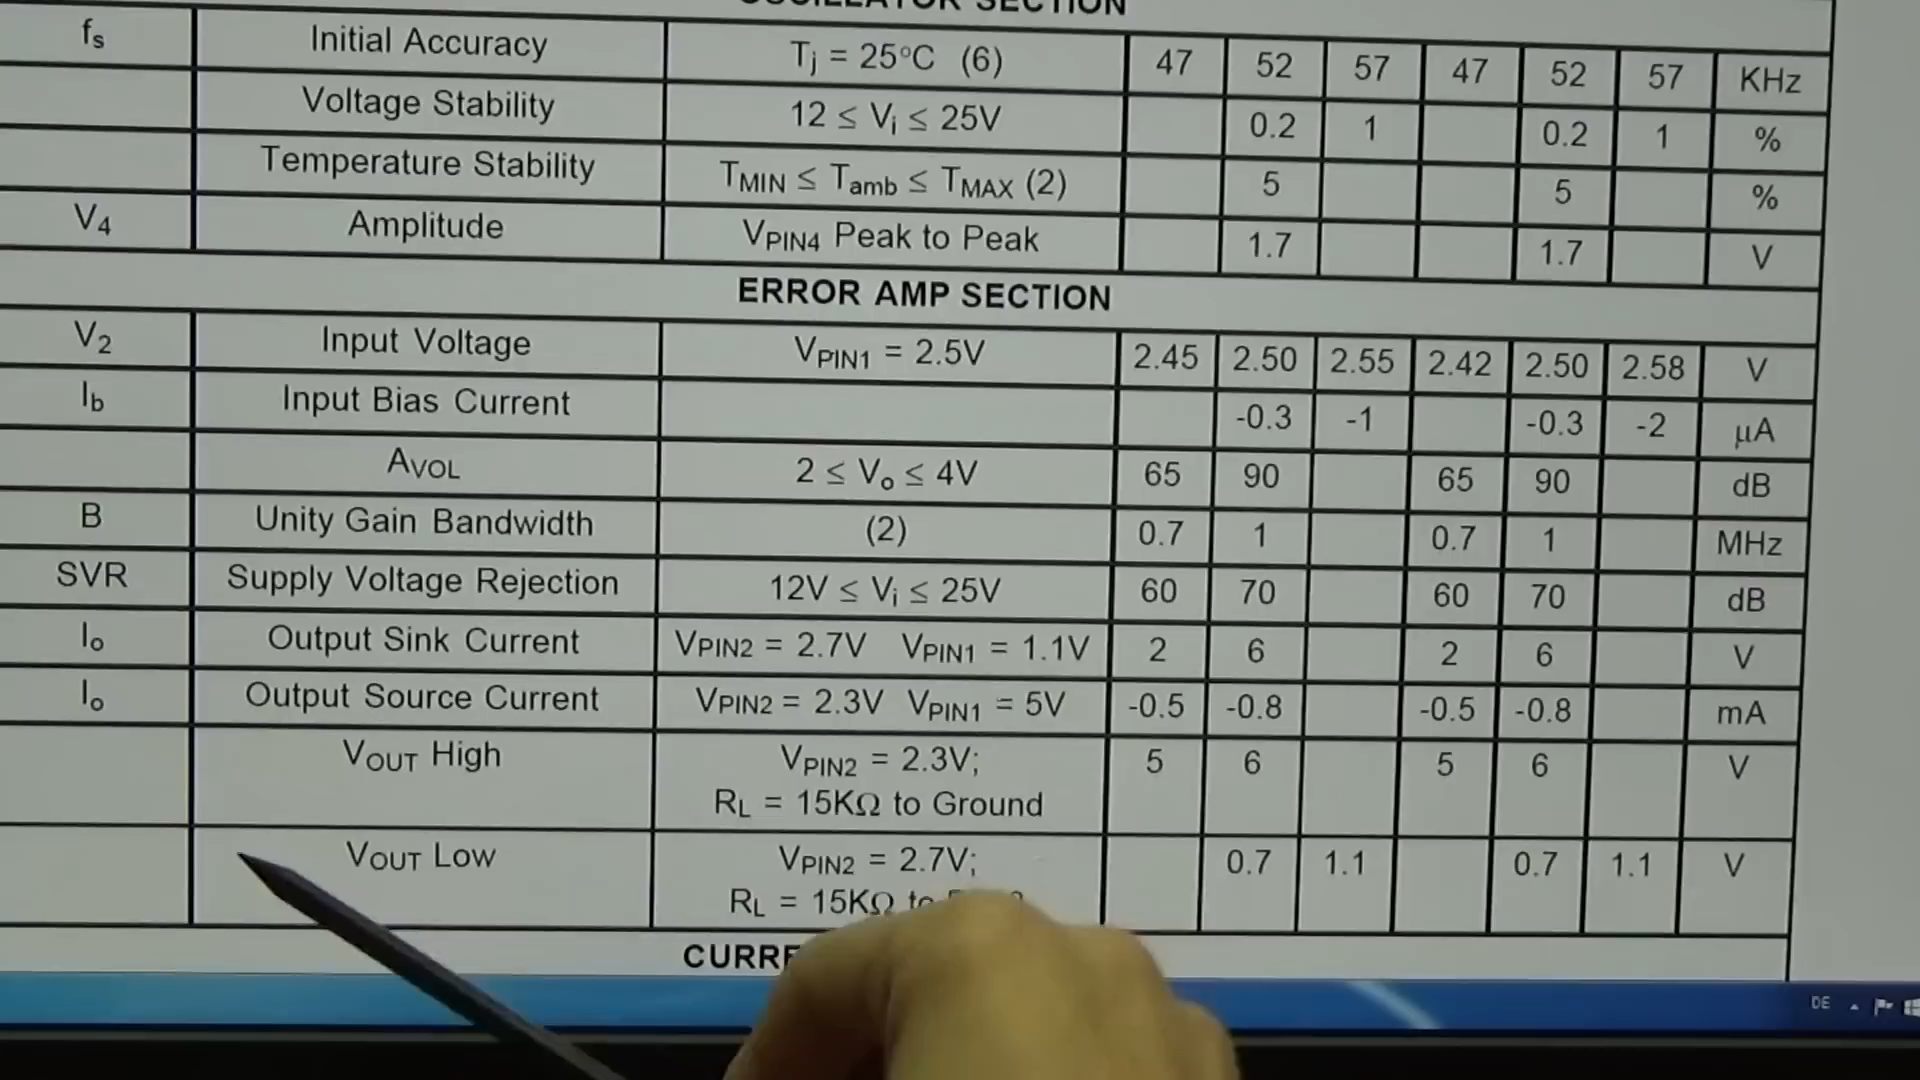 OSCILLATOR SECTION
fs Initial Accuracy Tj = 25°C (6) 47 52 57 47 52 57 KHz
Voltage Stability 12 ≤ Vi ≤ 25V 0.2 1 0.2 1 %
Temperature Stability TMIN ≤ Tamb ≤ TMAX (2) 5 5 %
V4 Amplitude VPIN4 Peak to Peak 1.7 1.7 V
ERROR AMP SECTION
V2 Input Voltage VPIN1 = 2.5V 2.45 2.50 2.55 2.42 2.50 2.58 V
Ib Input Bias Current -0.3 -1 -0.3 -2 μA
AVOL 2 ≤ Vo ≤ 4V 65 90 65 90 dB
B Unity Gain Bandwidth (2) 0.7 1 0.7 1 MHz
SVR Supply Voltage Rejection 12V ≤ Vi ≤ 25V 60 70 60 70 dB
Io Output Sink Current VPIN2 = 2.7V VPIN1 = 1.1V 2 6 2 6 V
Io Output Source Current VPIN2 = 2.3V VPIN1 = 5V -0.5 -0.8 -0.5 -0.8 mA
VOUT High VPIN2 = 2.3V; 5 6 5 6 V
RL = 15KΩ to Ground
VOUT Low VPIN2 = 2.7V; 0.7 1.1 0.7 1.1 V
RL = 15KΩ to
DE